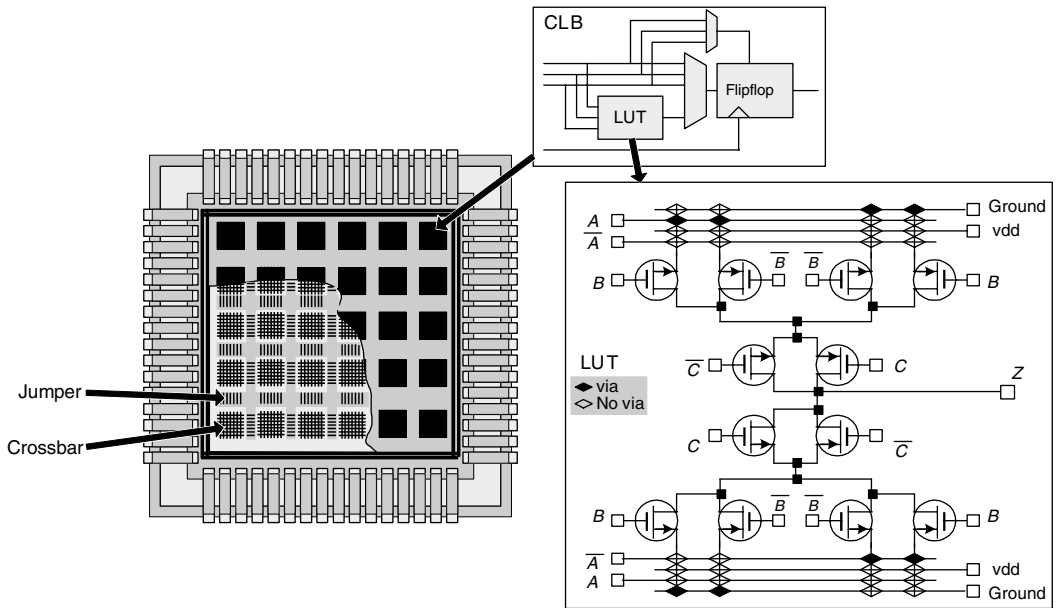 CLB
Flipflop
LUT
Jumper
Crossbar
Ground
A
vdd
A̅
B
B̅
B̅
B
C̅
C
LUT
via
No via
Z
C
C̅
B
B̅
B̅
B
A̅
vdd
A
Ground